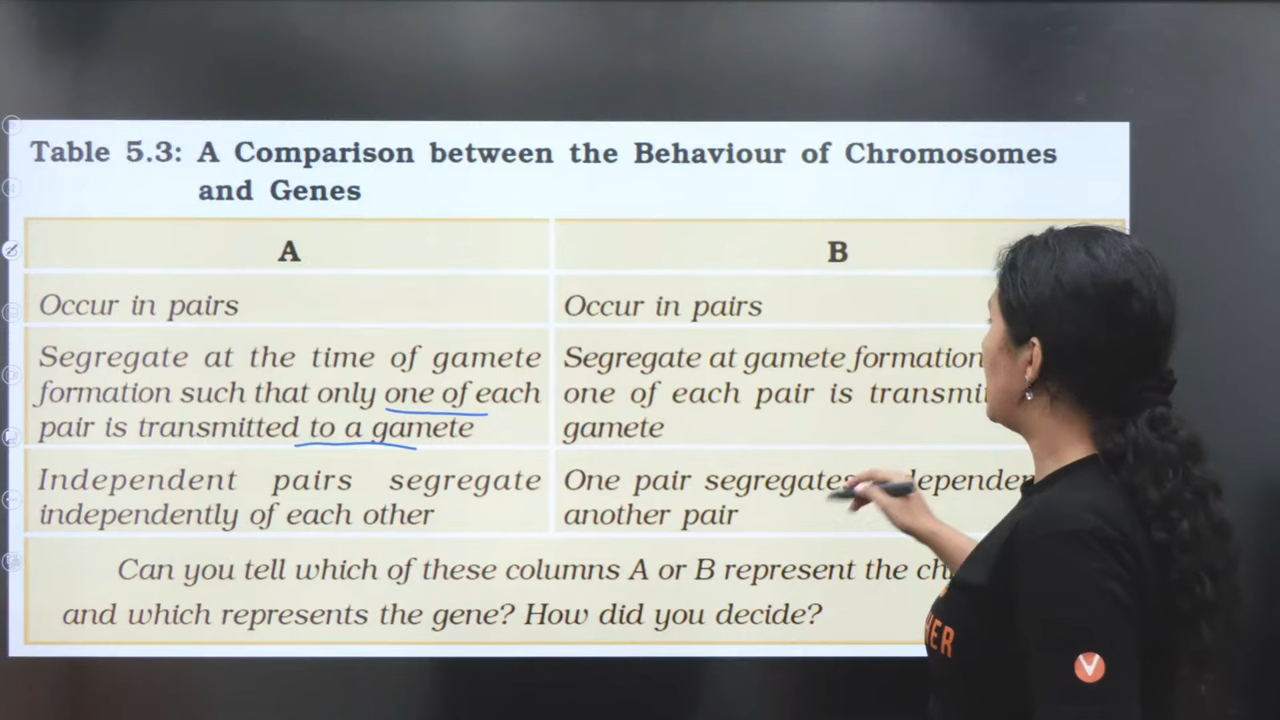 Table 5.3: A Comparison between the Behaviour of Chromosomes
and Genes
A
B
Occur in pairs
Occur in pairs
Segregate at the time of gamete
formation such that only one of each
pair is transmitted to a gamete
Segregate at gamete formation
one of each pair is
gamete
Independent pairs segregate
independently of each other
One pair segregates
another pair
Can you tell which of these columns A or B represent the
and which represents the gene? How did you decide?
V